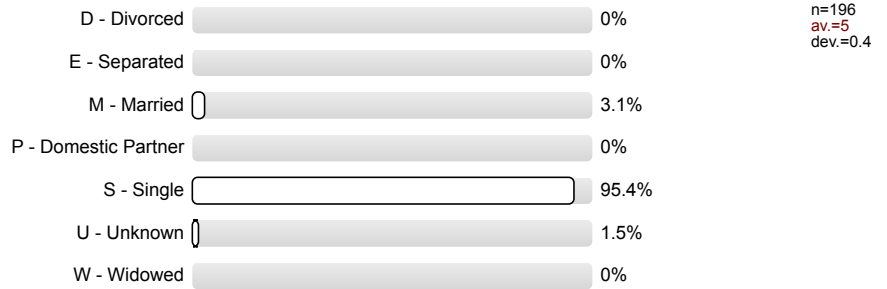 D - Divorced 0%
E - Separated 0%
M - Married 3.1%
P - Domestic Partner 0%
S - Single 95.4%
U - Unknown 1.5%
W - Widowed 0%
n=196
av.=5
dev.=0.4